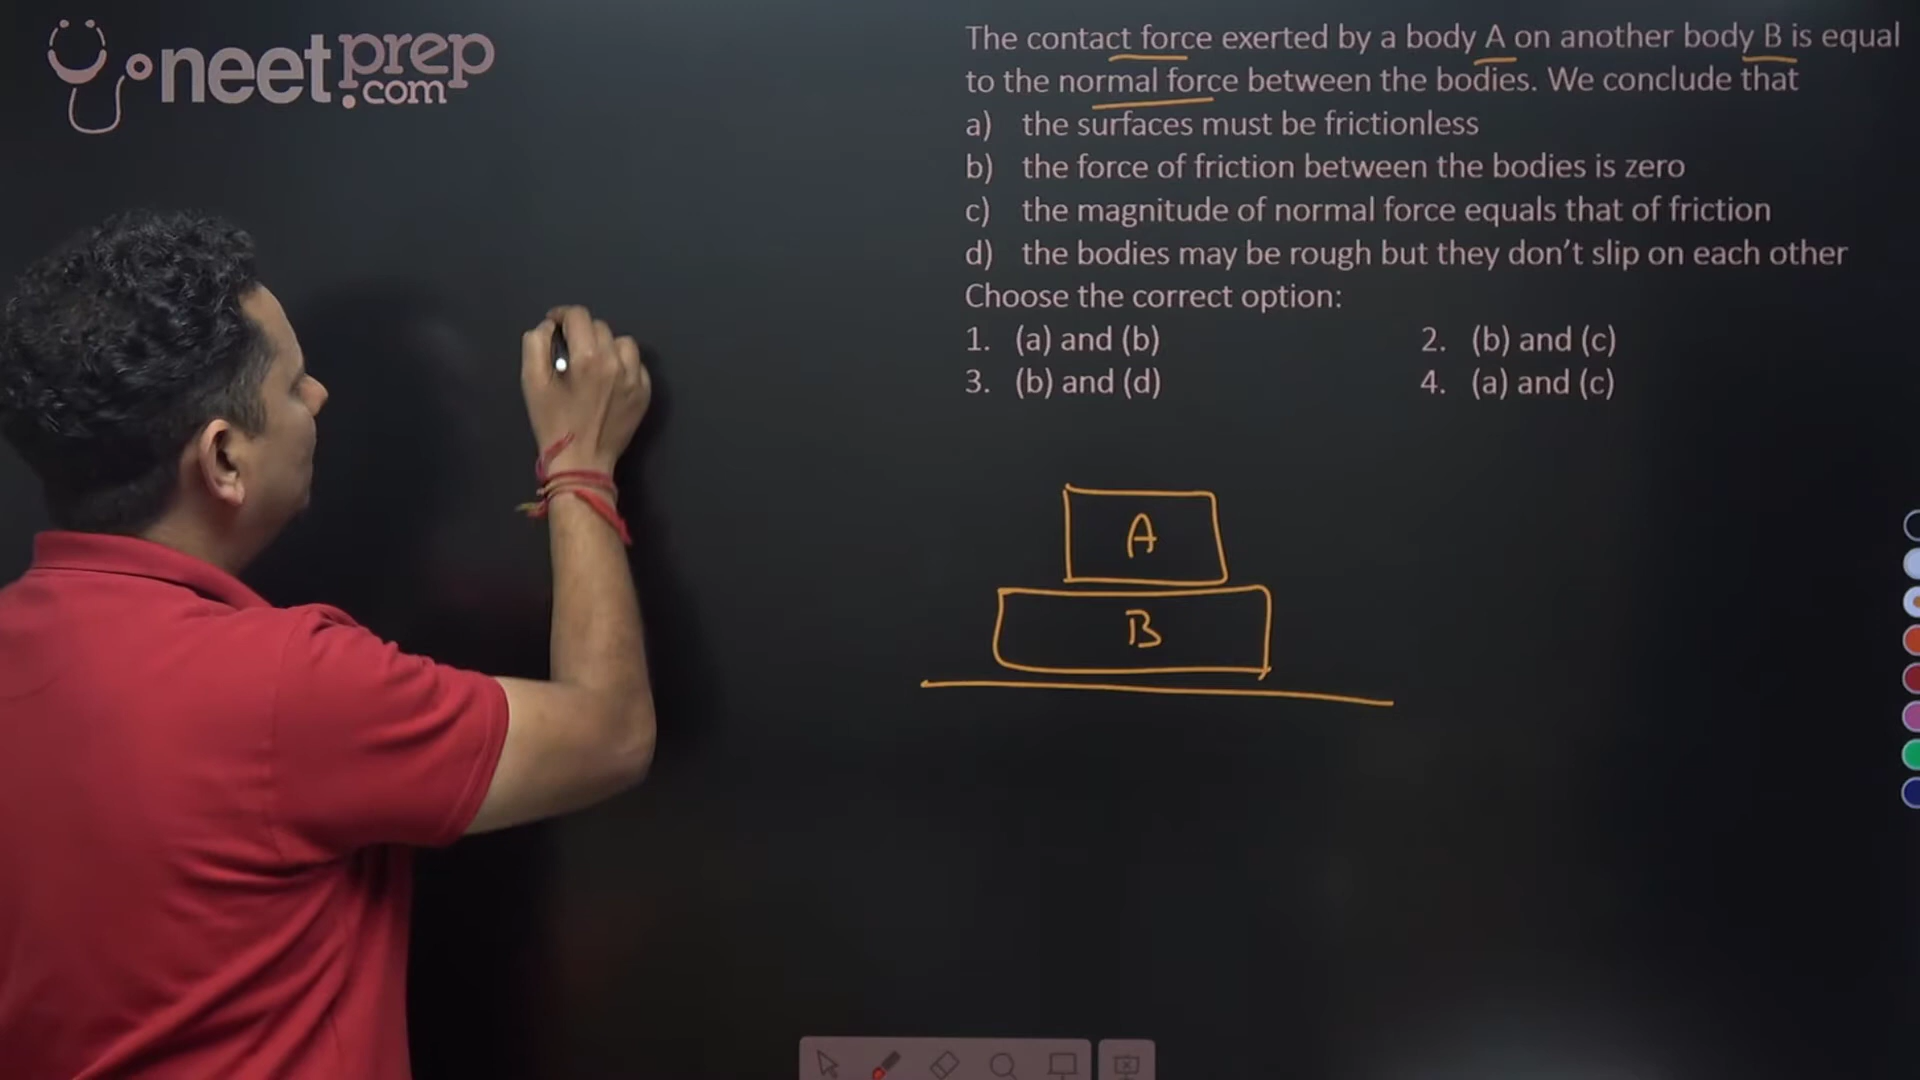 neetprep
.com
The contact force exerted by a body A on another body B is equal
to the normal force between the bodies. We conclude that
a) the surfaces must be frictionless
b) the force of friction between the bodies is zero
c) the magnitude of normal force equals that of friction
d) the bodies may be rough but they don’t slip on each other
Choose the correct option:
1. (a) and (b) 2. (b) and (c)
3. (b) and (d) 4. (a) and (c)
A
B